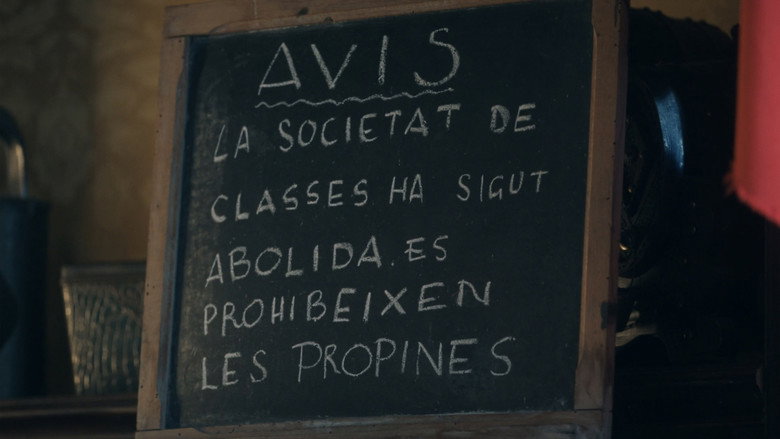 AVIS
LA SOCIETAT DE
CLASSES HA SIGUT
ABOLIDA. ES
PROHIBEIXEN
LES PROPINES